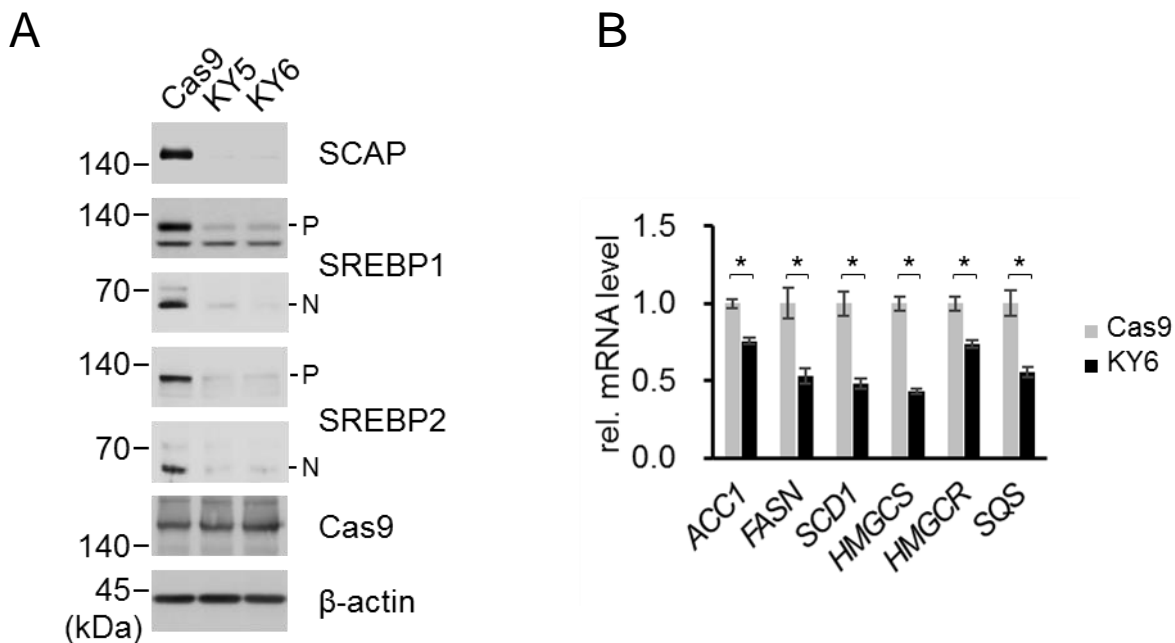 A
Cas9
KY5
KY6
140
SCAP
140
P
SREBP1
70
N
140
P
SREBP2
70
N
Cas9
140
45
β-actin
(kDa)
B
rel. mRNA level
1.5
1.0
0.5
0.0
* * * * * *
Cas9
KY6
ACC1
FASN
SCD1
HMGCS
HMGCR
SQS